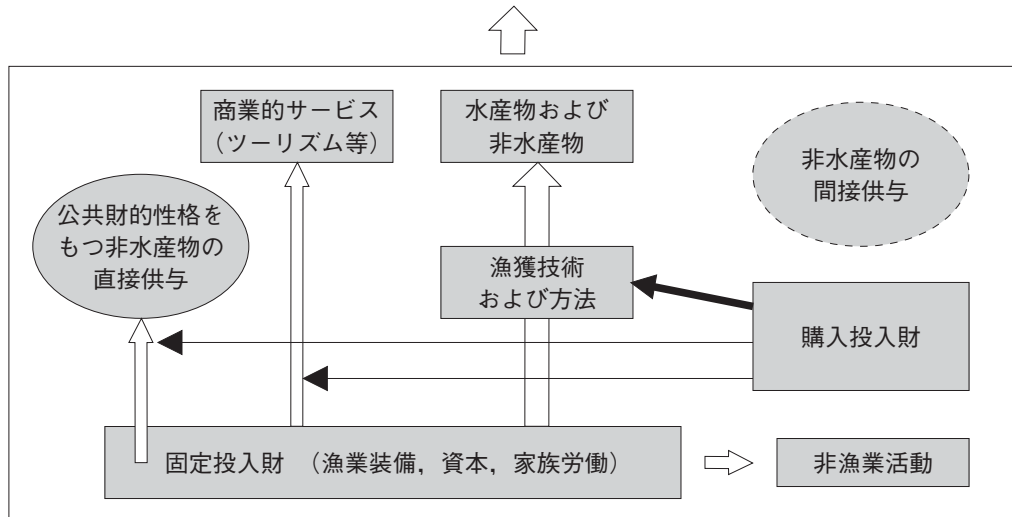 商業的サービス
（ツーリズム等）
水産物および
非水産物
非水産物の
間接供与
公共財的性格を
もつ非水産物の
直接供与
漁獲技術
および方法
購入投入財
固定投入財　（漁業装備，資本，家族労働）
非漁業活動